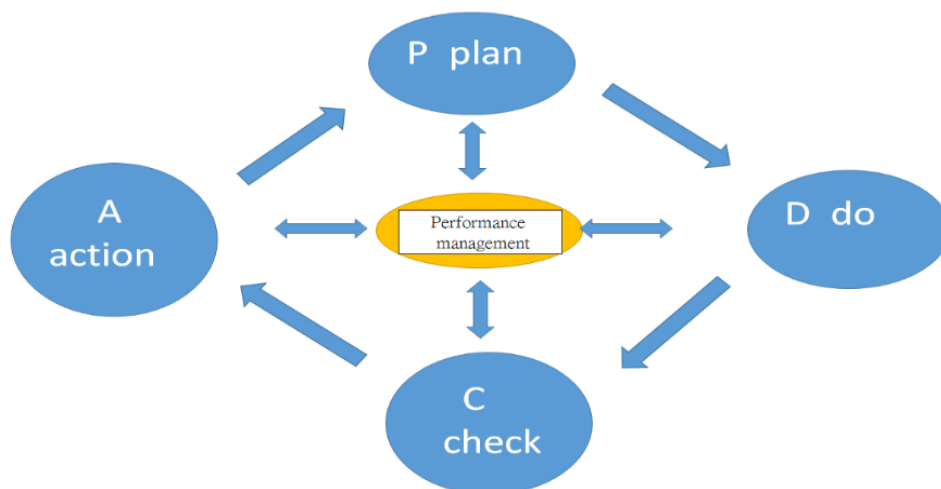 P plan
A
action
Performance
management
D do
C
check